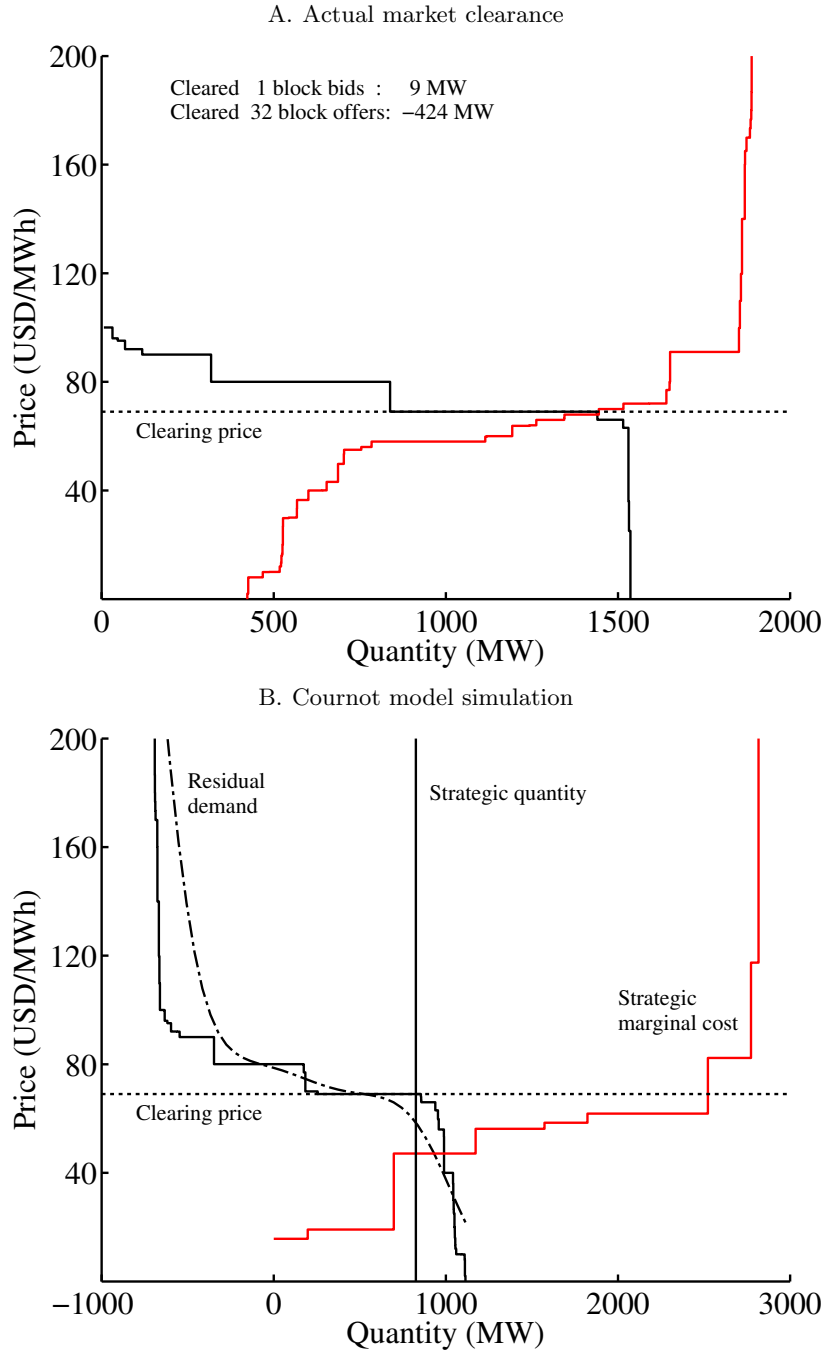 A. Actual market clearance
200
Cleared 1 block bids : 9 MW
Cleared 32 block offers: −424 MW
160
120
Price (USD/MWh)
80
Clearing price
40
0 500 1000 1500 2000
Quantity (MW)
B. Cournot model simulation
200
Residual
demand
Strategic quantity
160
120
Price (USD/MWh)
Strategic
marginal cost
80
Clearing price
40
−1000 0 1000 2000 3000
Quantity (MW)